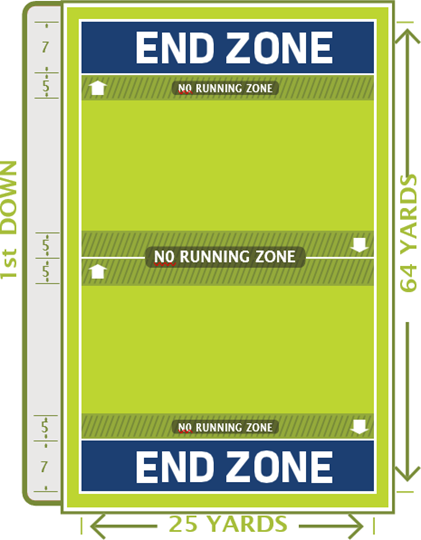 END ZONE
7
5
NO RUNNING ZONE
1st DOWN
5
NO RUNNING ZONE
5
64 YARDS
5
NO RUNNING ZONE
7
END ZONE
25 YARDS